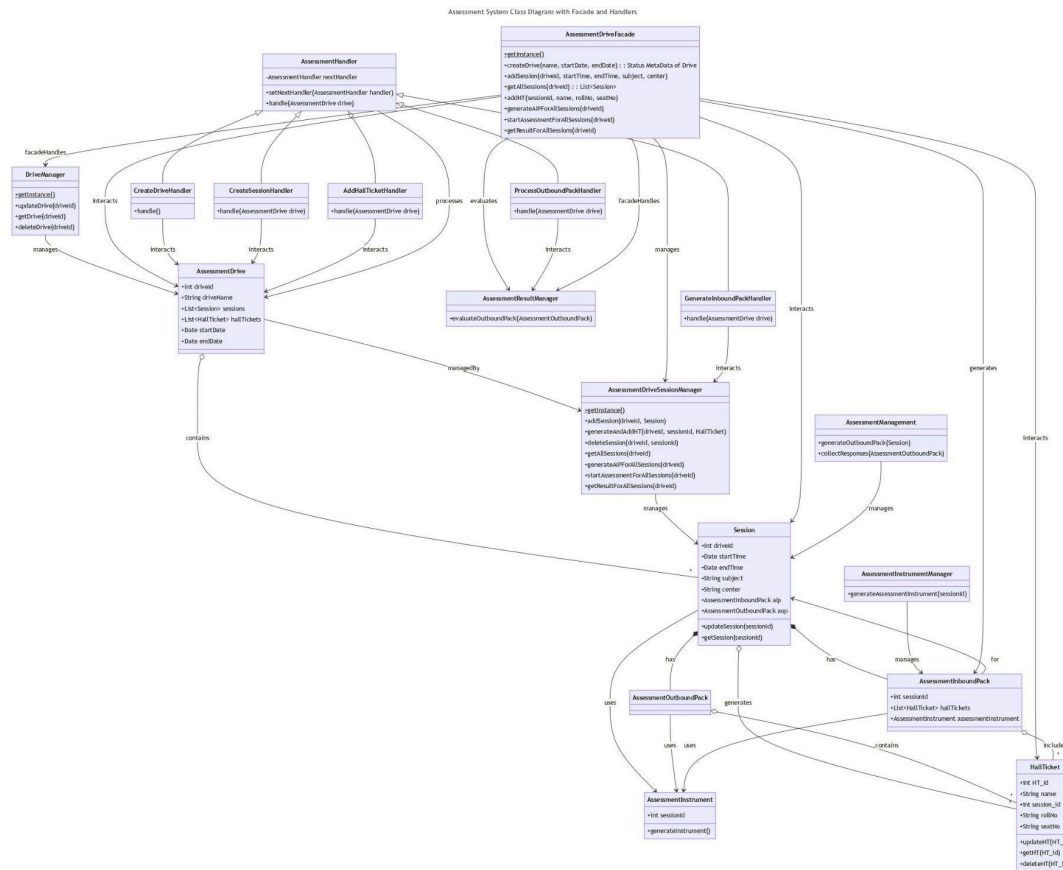 Assessment System Class Diagram with Facade and Handlers
AssessmentDriveFacade
+getInstance()
+createDrive(name, startDate, endDate) : : Status MetaData of Drive
+addSession(driveId, startTime, endTime, subject, center)
+getAllSessions(driveId) : : List<Session>
+addHT(sessionId, name, rollNo, seatNo)
+generateAIPForAllSessions(driveId)
+startAssessmentForAllSessions(driveId)
+getResultForAllSessions(driveId)
AssessmentHandler
-AssessmentHandler nextHandler
+setNextHandler(AssessmentHandler handler)
+handle(AssessmentDrive drive)
facadeHandles
DriveManager
+getInstance()
+updateDrive(driveId)
+getDrive(driveId)
+deleteDrive(driveId)
interacts
CreateDriveHandler
+handle()
CreateSessionHandler
+handle(AssessmentDrive drive)
AddHallTicketHandler
+handle(AssessmentDrive drive)
processes
evaluates
ProcessOutboundPackHandler
+handle(AssessmentDrive drive)
facadeHandles
manages
interacts
interacts
interacts
interacts
manages
AssessmentDrive
+int driveId
+String driveName
+List<Session> sessions
+List<HallTicket> hallTickets
+Date startDate
+Date endDate
AssessmentResultManager
+evaluateOutboundPack(AssessmentOutboundPack)
GenerateInboundPackHandler
+handle(AssessmentDrive drive)
interacts
managedBy
interacts
generates
AssessmentDriveSessionManager
+getInstance()
+addSession(driveId, Session)
+generateAndAddHT(driveId, sessionId, HallTicket)
+deleteSession(driveId, sessionId)
+getAllSessions(driveId)
+generateAIPForAllSessions(driveId)
+startAssessmentForAllSessions(driveId)
+getResultForAllSessions(driveId)
contains
AssessmentManagement
+generateOutboundPack(Session)
+collectResponses(AssessmentOutboundPack)
interacts
manages
manages
Session
+int driveId
+Date startTime
+Date endTime
+String subject
+String center
+AssessmentInboundPack aip
+AssessmentOutboundPack aop
+updateSession(sessionId)
+getSession(sessionId)
*
AssessmentInstrumentManager
+generateAssessmentInstrument(sessionId)
has
has
manages
for
AssessmentInboundPack
+int sessionId
+List<HallTicket> hallTickets
+AssessmentInstrument assessmentInstrument
uses
AssessmentOutboundPack
generates
uses
uses
contains
include
*
AssessmentInstrument
+int sessionId
+generateInstrument()
HallTicket
+int HT_Id
+String name
+int session_id
+String rollNo
+String seatNo
+updateHT(HT_
+getHT(HT_Id)
+deleteHT(HT_I